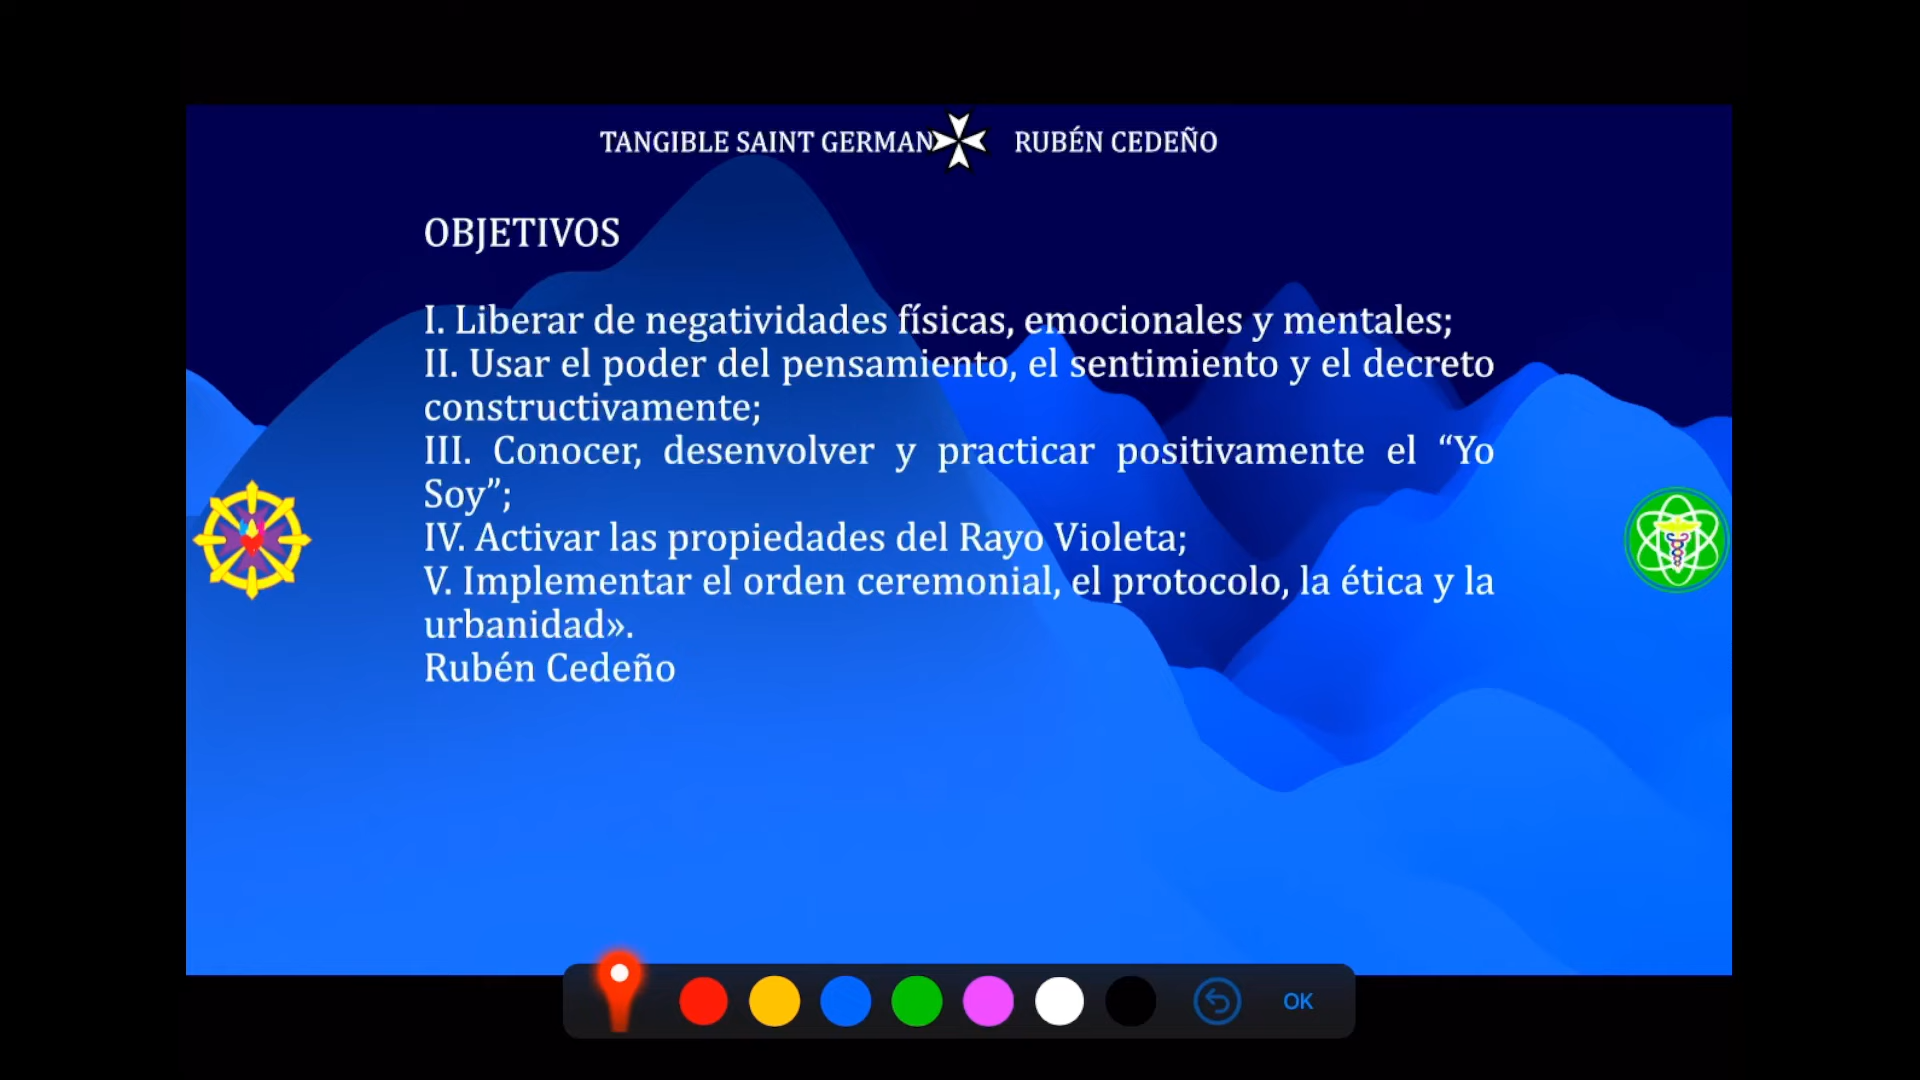 TANGIBLE SAINT GERMAN RUBÉN CEDEÑO
OBJETIVOS
I. Liberar de negatividades físicas, emocionales y mentales;
II. Usar el poder del pensamiento, el sentimiento y el decreto
constructivamente;
III. Conocer, desenvolver y practicar positivamente el “Yo
Soy”;
IV. Activar las propiedades del Rayo Violeta;
V. Implementar el orden ceremonial, el protocolo, la ética y la
urbanidad».
Rubén Cedeño
OK